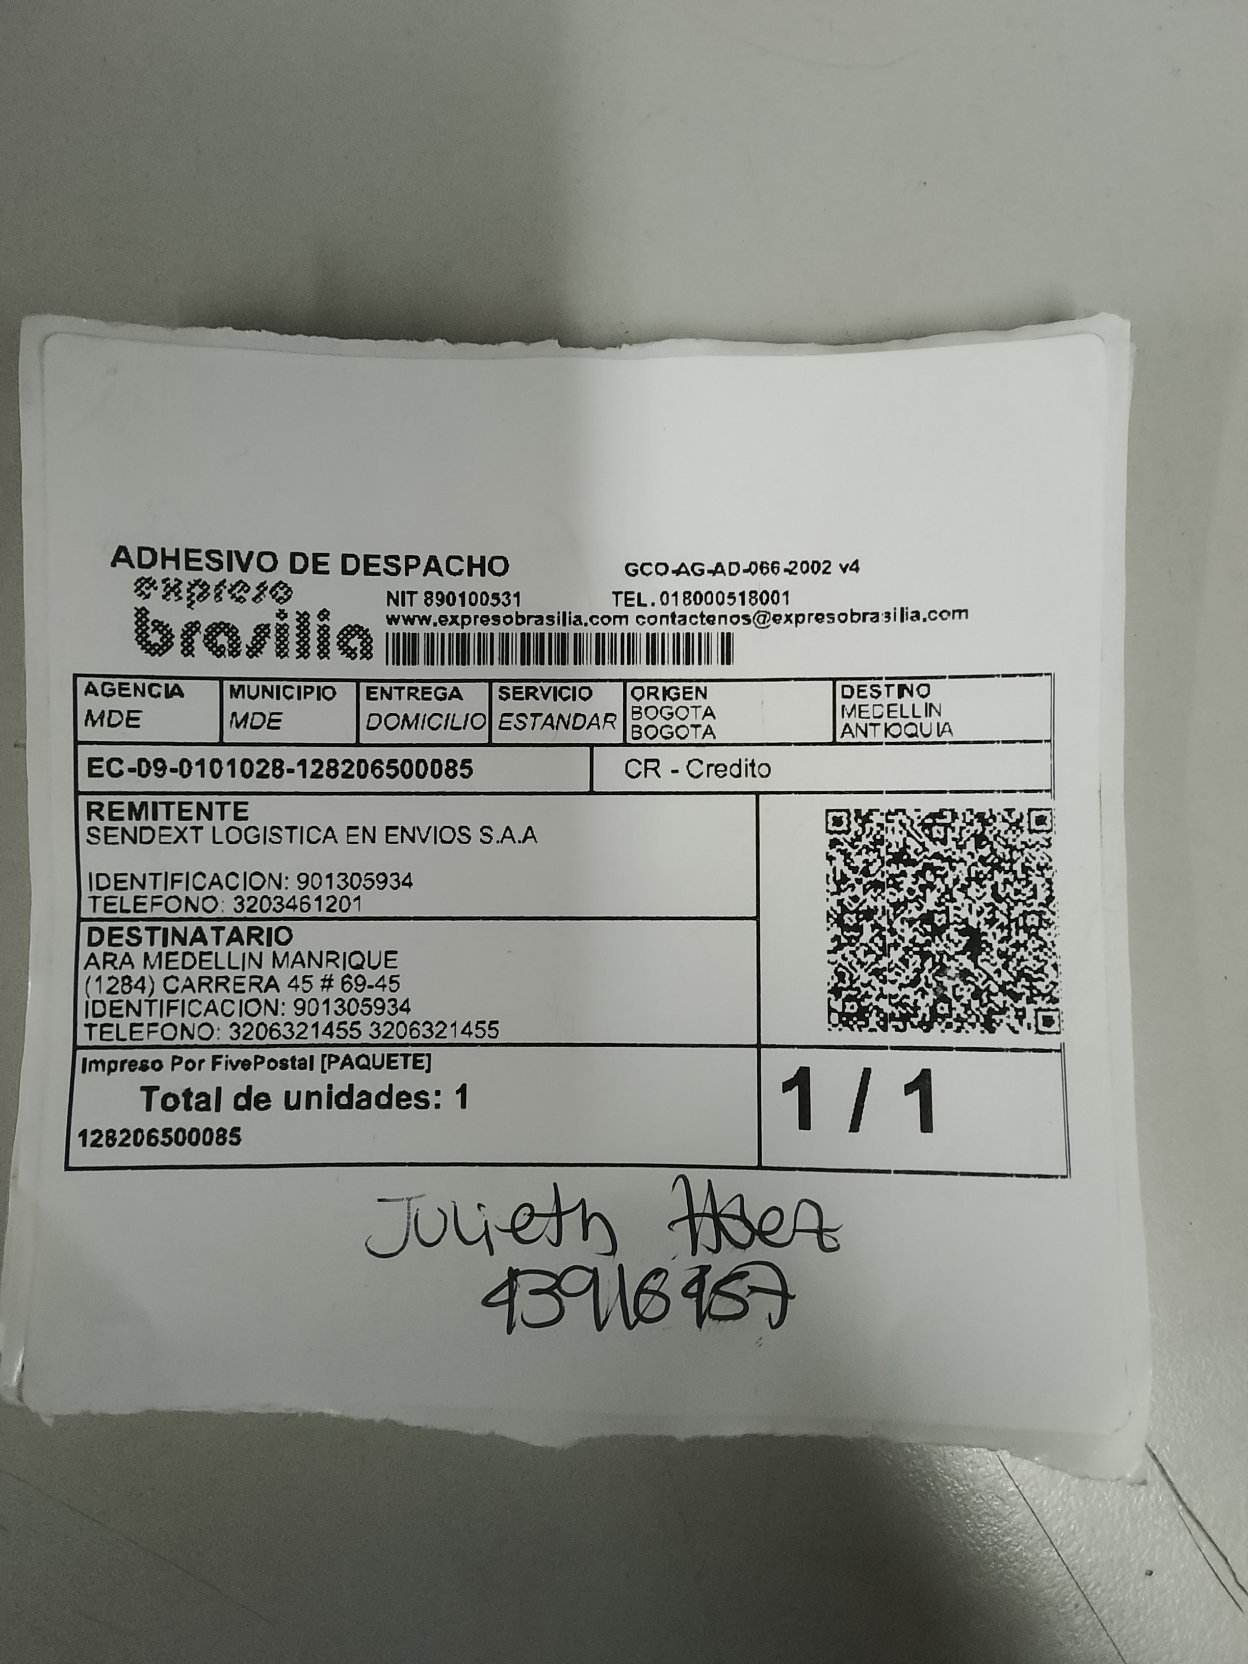 ADHESIVO DE DESPACHO
GCO-AG-AD-066-2002 v4
expreso
brasilia
NIT 890100531 TEL.018000518001
www.expresobrasilia.com contactenos@expresobrasilia.com
AGENCIA MUNICIPIO ENTREGA SERVICIO ORIGEN DESTINO
MDE MDE DOMICILIO ESTANDAR BOGOTA MEDELLIN
BOGOTA ANTIOQUIA
EC-09-0101028-128206500085 CR - Credito
REMITENTE
SENDEXT LOGISTICA EN ENVIOS S.A.A
IDENTIFICACION: 901305934
TELEFONO: 3203461201
DESTINATARIO
ARA MEDELLIN MANRIQUE
(1284) CARRERA 45 # 69-45
IDENTIFICACION: 901305934
TELEFONO: 3206321455 3206321455
Impreso Por FivePostal [PAQUETE]
Total de unidades: 1
1 / 1
128206500085
Julieth